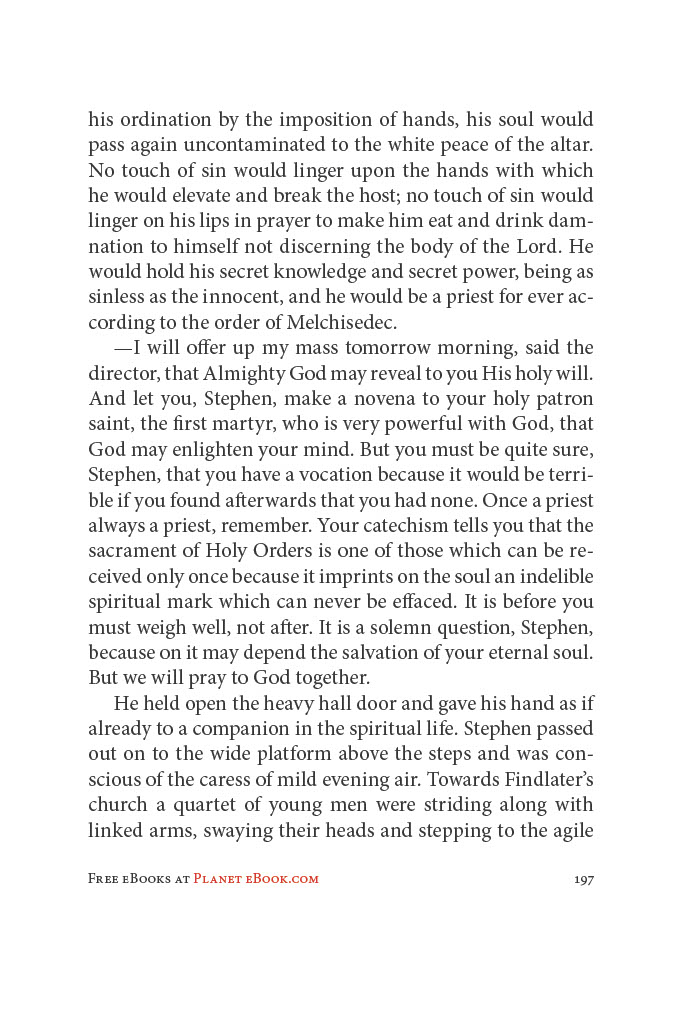 his ordination by the imposition of hands, his soul would
pass again uncontaminated to the white peace of the altar.
No touch of sin would linger upon the hands with which
he would elevate and break the host; no touch of sin would
linger on his lips in prayer to make him eat and drink dam-
nation to himself not discerning the body of the Lord. He
would hold his secret knowledge and secret power, being as
sinless as the innocent, and he would be a priest for ever ac-
cording to the order of Melchisedec.
—I will offer up my mass tomorrow morning, said the
director, that Almighty God may reveal to you His holy will.
And let you, Stephen, make a novena to your holy patron
saint, the first martyr, who is very powerful with God, that
God may enlighten your mind. But you must be quite sure,
Stephen, that you have a vocation because it would be terri-
ble if you found afterwards that you had none. Once a priest
always a priest, remember. Your catechism tells you that the
sacrament of Holy Orders is one of those which can be re-
ceived only once because it imprints on the soul an indelible
spiritual mark which can never be effaced. It is before you
must weigh well, not after. It is a solemn question, Stephen,
because on it may depend the salvation of your eternal soul.
But we will pray to God together.
He held open the heavy hall door and gave his hand as if
already to a companion in the spiritual life. Stephen passed
out on to the wide platform above the steps and was con-
scious of the caress of mild evening air. Towards Findlater’s
church a quartet of young men were striding along with
linked arms, swaying their heads and stepping to the agile
Free eBooks at Planet eBook.com 197